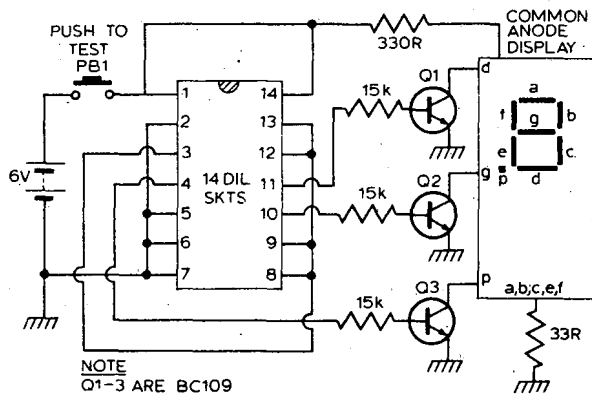 PUSH TO
TEST
PB1
330R
COMMON
ANODE
DISPLAY
6V
1
2
3
4
5
6
7
14 DIL
SKTS
14
13
12
11
10
9
8
15k
Q1
15k
Q2
15k
Q3
d
g
p
a
f
g
b
e
c
p
d
a,b,c,e,f
33R
NOTE
Q1-3 ARE BC109